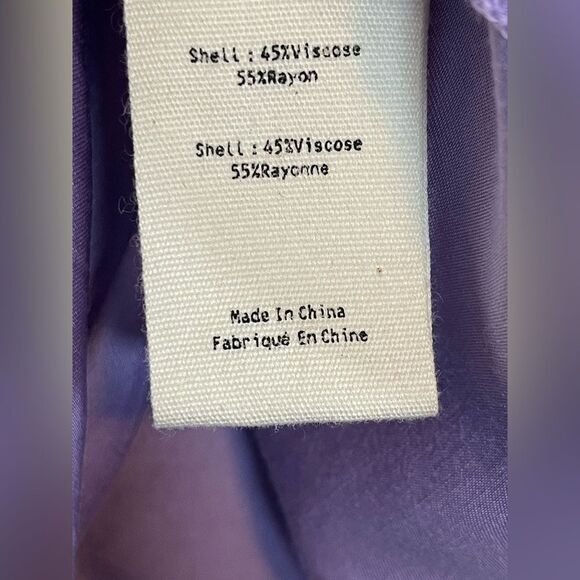 Shell : 45%Viscose
55%Rayon
Shell : 45%Viscose
55%Rayonne
Made In China
Fabriqué En Chine